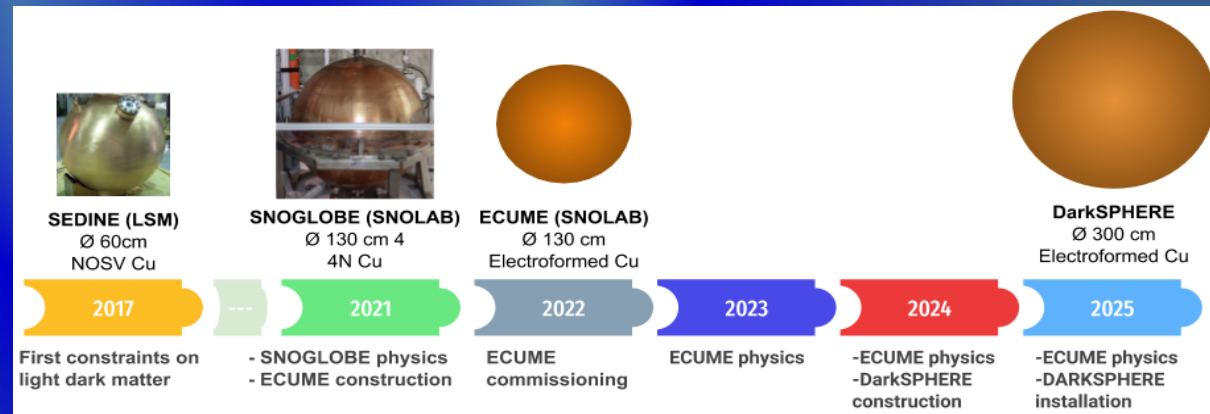 SEDINE (LSM)
Ø 60cm
NOSV Cu
SNOGLOBE (SNOLAB)
Ø 130 cm 4
4N Cu
ECUME (SNOLAB)
Ø 130 cm
Electroformed Cu
DarkSPHERE
Ø 300 cm
Electroformed Cu
2017
---
2021
2022
2023
2024
2025
First constraints on
light dark matter
- SNOGLOBE physics
- ECUME construction
ECUME
commissioning
ECUME physics
-ECUME physics
-DarkSPHERE
construction
-ECUME physics
-DARKSPHERE
installation